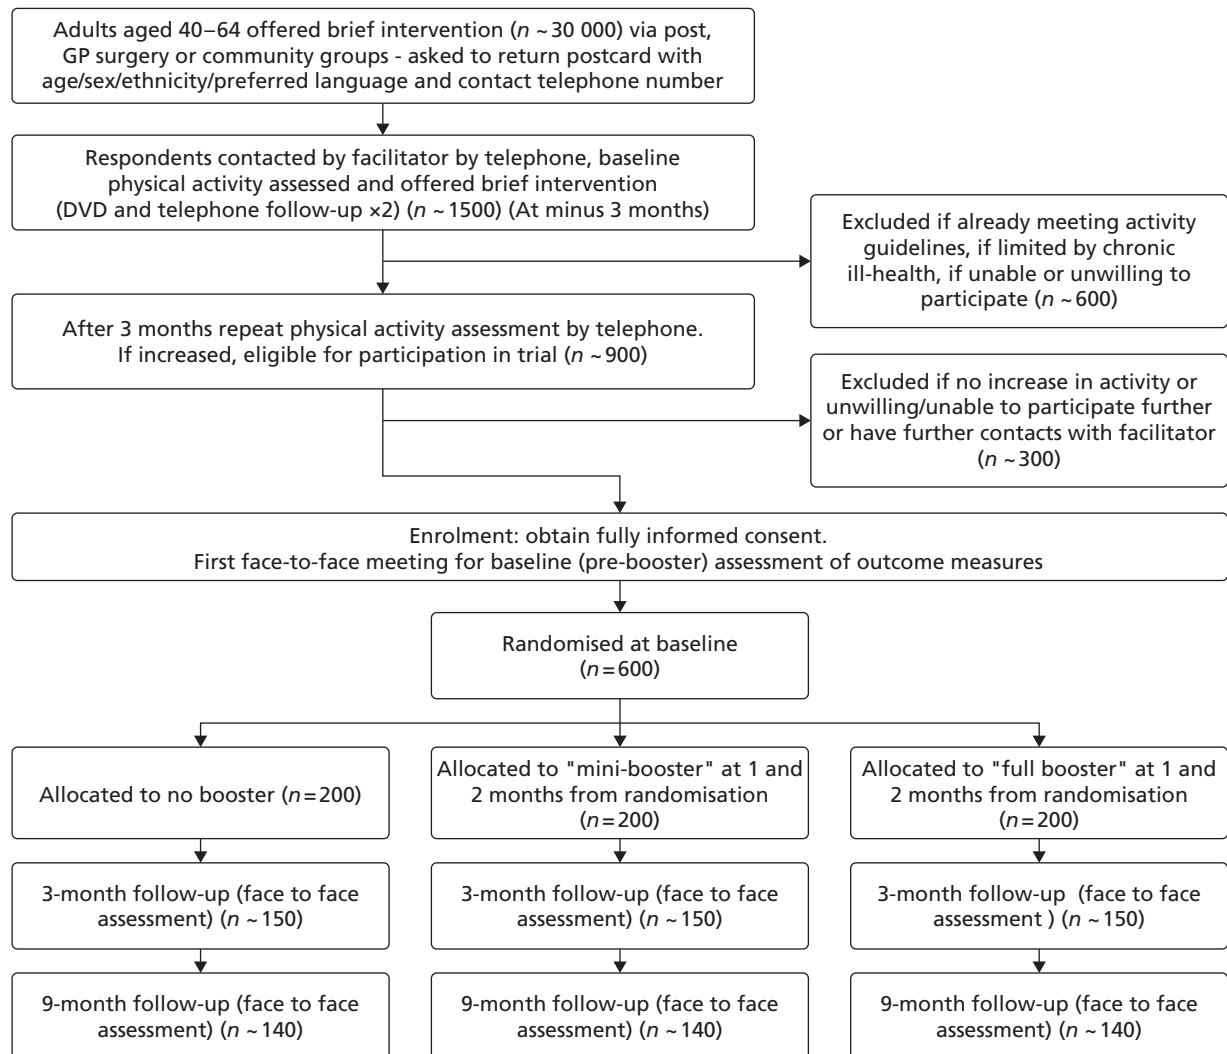 Adults aged 40–64 offered brief intervention (n ~ 30 000) via post,
GP surgery or community groups - asked to return postcard with
age/sex/ethnicity/preferred language and contact telephone number
Respondents contacted by facilitator by telephone, baseline
physical activity assessed and offered brief intervention
(DVD and telephone follow-up ×2) (n ~ 1500) (At minus 3 months)
Excluded if already meeting activity
guidelines, if limited by chronic
ill-health, if unable or unwilling to
participate (n ~ 600)
After 3 months repeat physical activity assessment by telephone.
If increased, eligible for participation in trial (n ~ 900)
Excluded if no increase in activity or
unwilling/unable to participate further
or have further contacts with facilitator
(n ~ 300)
Enrolment: obtain fully informed consent.
First face-to-face meeting for baseline (pre-booster) assessment of outcome measures
Randomised at baseline
(n = 600)
Allocated to no booster (n = 200)
Allocated to "mini-booster" at 1 and
2 months from randomisation
(n = 200)
Allocated to "full booster" at 1 and
2 months from randomisation
(n = 200)
3-month follow-up (face to face
assessment) (n ~ 150)
3-month follow-up (face to face
assessment) (n ~ 150)
3-month follow-up (face to face
assessment ) (n ~ 150)
9-month follow-up (face to face
assessment) (n ~ 140)
9-month follow-up (face to face
assessment) (n ~ 140)
9-month follow-up (face to face
assessment) (n ~ 140)